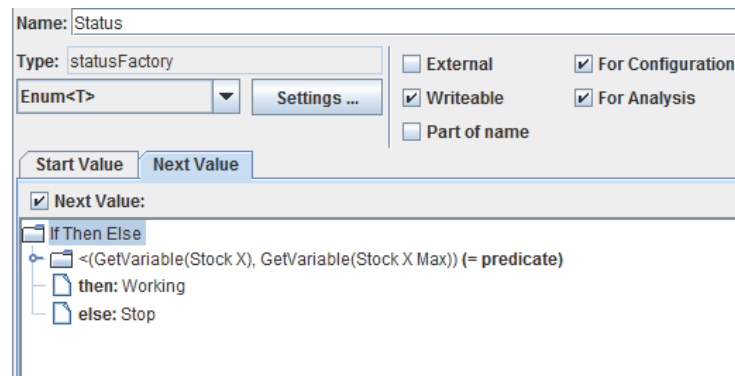 Name: Status
Type: statusFactory
External
For Configuration
Enum<T>
Settings ...
Writeable
For Analysis
Part of name
Start Value
Next Value
Next Value:
If Then Else
<(GetVariable(Stock X), GetVariable(Stock X Max)) (= predicate)
then: Working
else: Stop